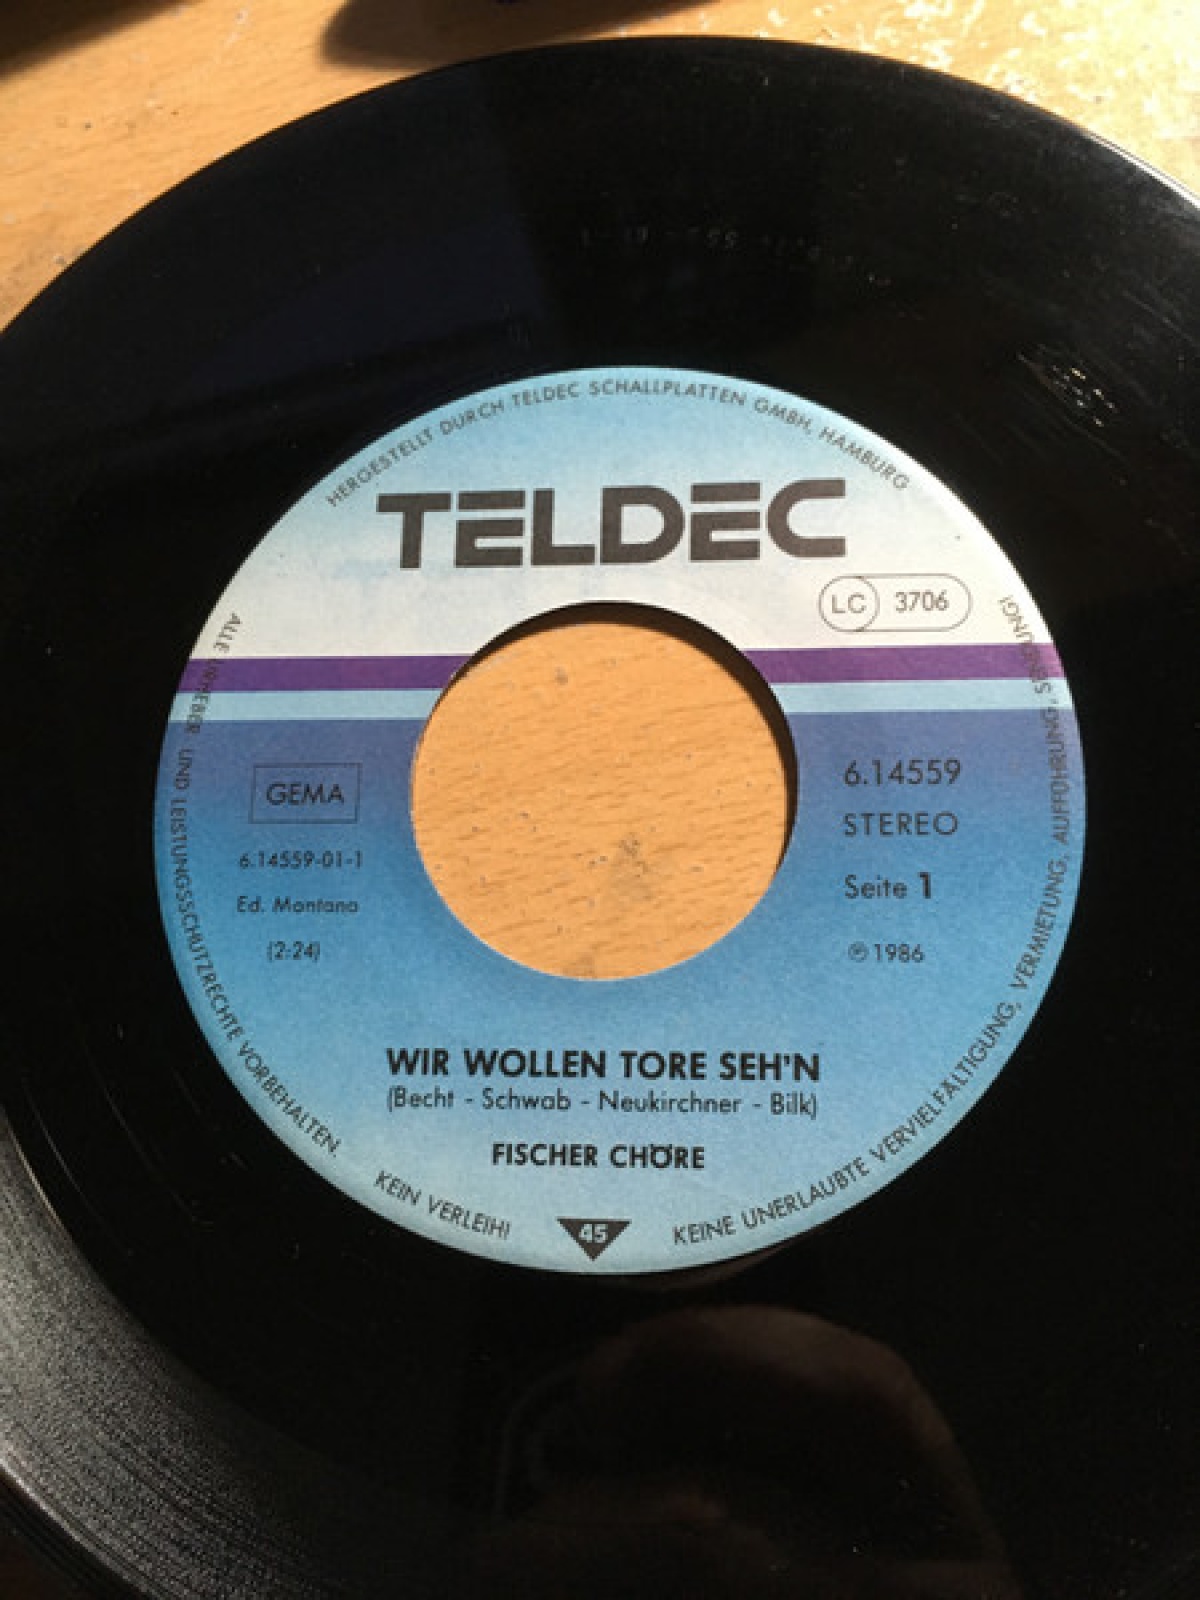 HERGESTELLT DURCH TELDEC SCHALLPLATTEN GMBH, HAMBURG
TELDEC
LC 3706
GEMA
6.14559-01-1
Ed. Montana
(2:24)
6.14559
STEREO
Seite 1
℗ 1986
WIR WOLLEN TORE SEH'N
(Becht - Schwab - Neukirchner - Bilk)
FISCHER CHÖRE
45
ALLE URHEBER UND LEISTUNGSSCHUTZRECHTE VORBEHALTEN.
KEIN VERLEIH!
KEINE UNERLAUBTE VERVIELFÄLTIGUNG, VERMIETUNG, AUFFÜHRUNG, SENDUNG!